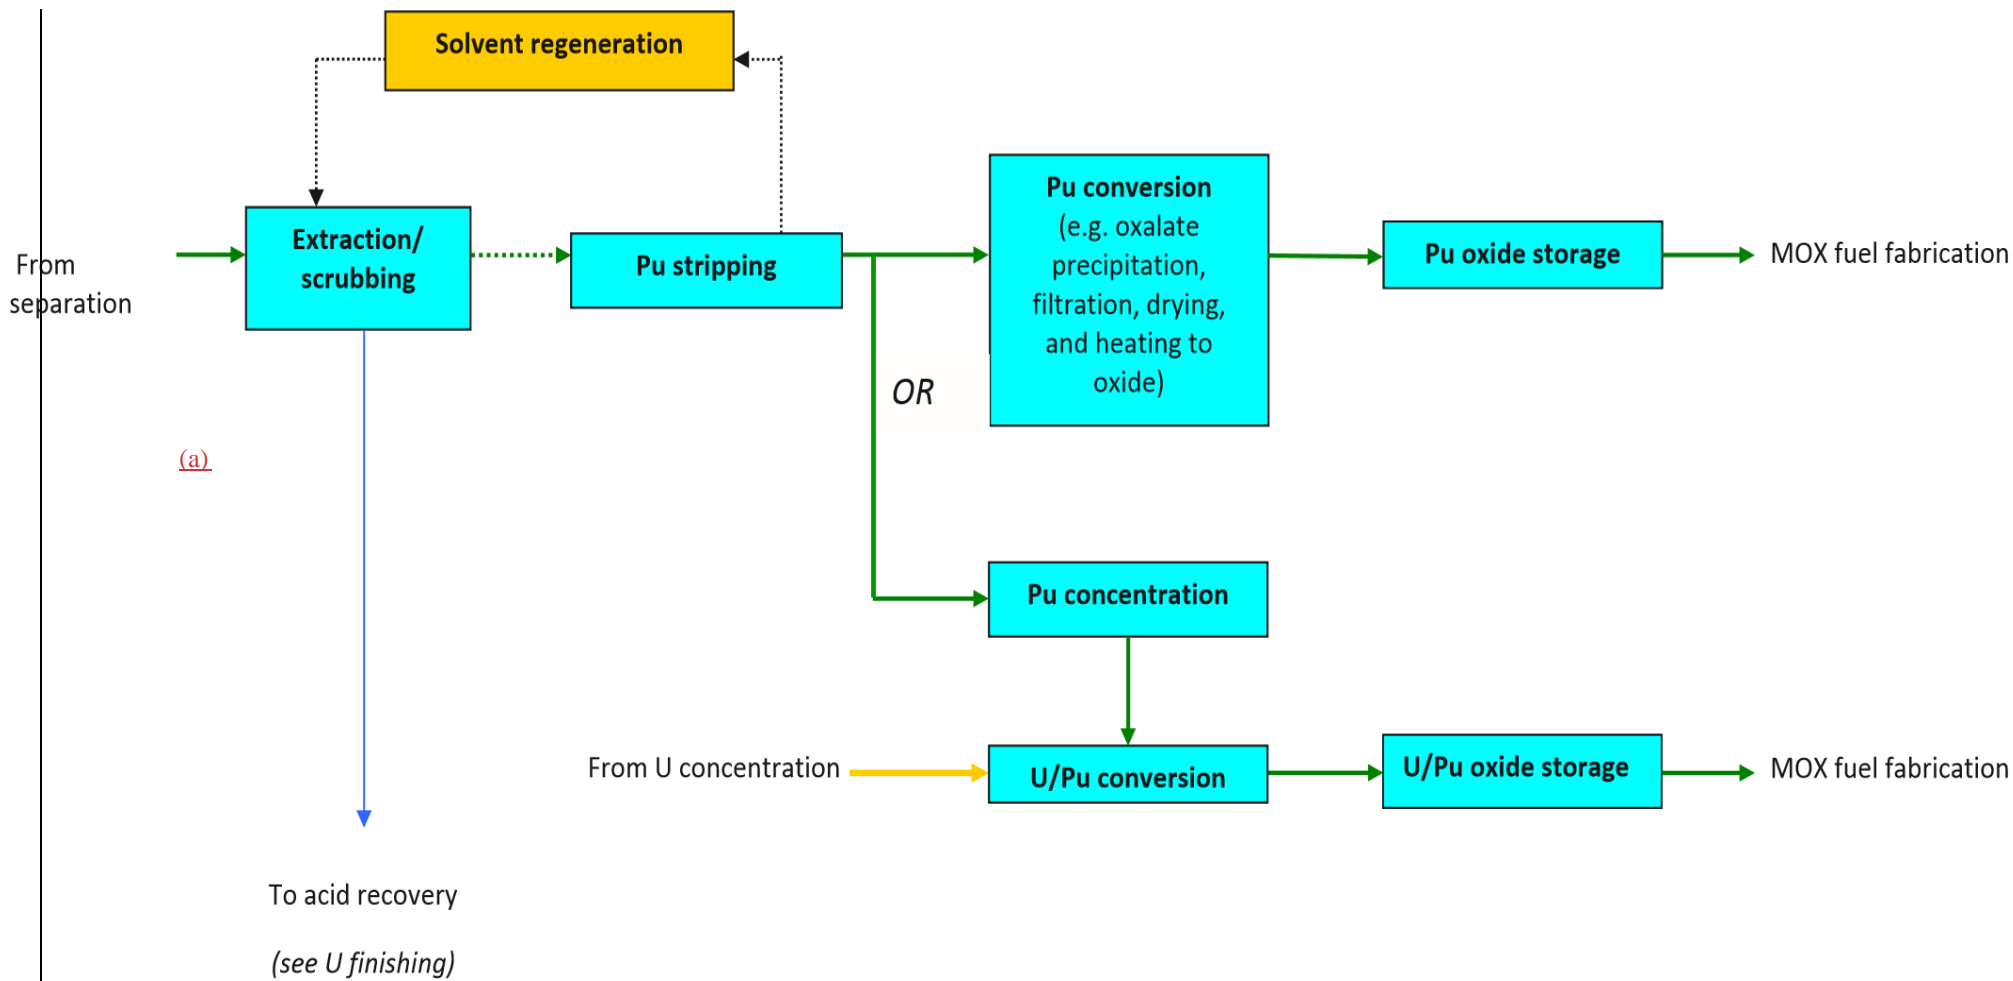 Solvent regeneration
From
separation
Extraction/
scrubbing
Pu stripping
Pu conversion
(e.g. oxalate
precipitation,
filtration, drying,
and heating to
oxide)
Pu oxide storage
MOX fuel fabrication
OR
(a)
Pu concentration
From U concentration
U/Pu conversion
U/Pu oxide storage
MOX fuel fabrication
To acid recovery
(see U finishing)